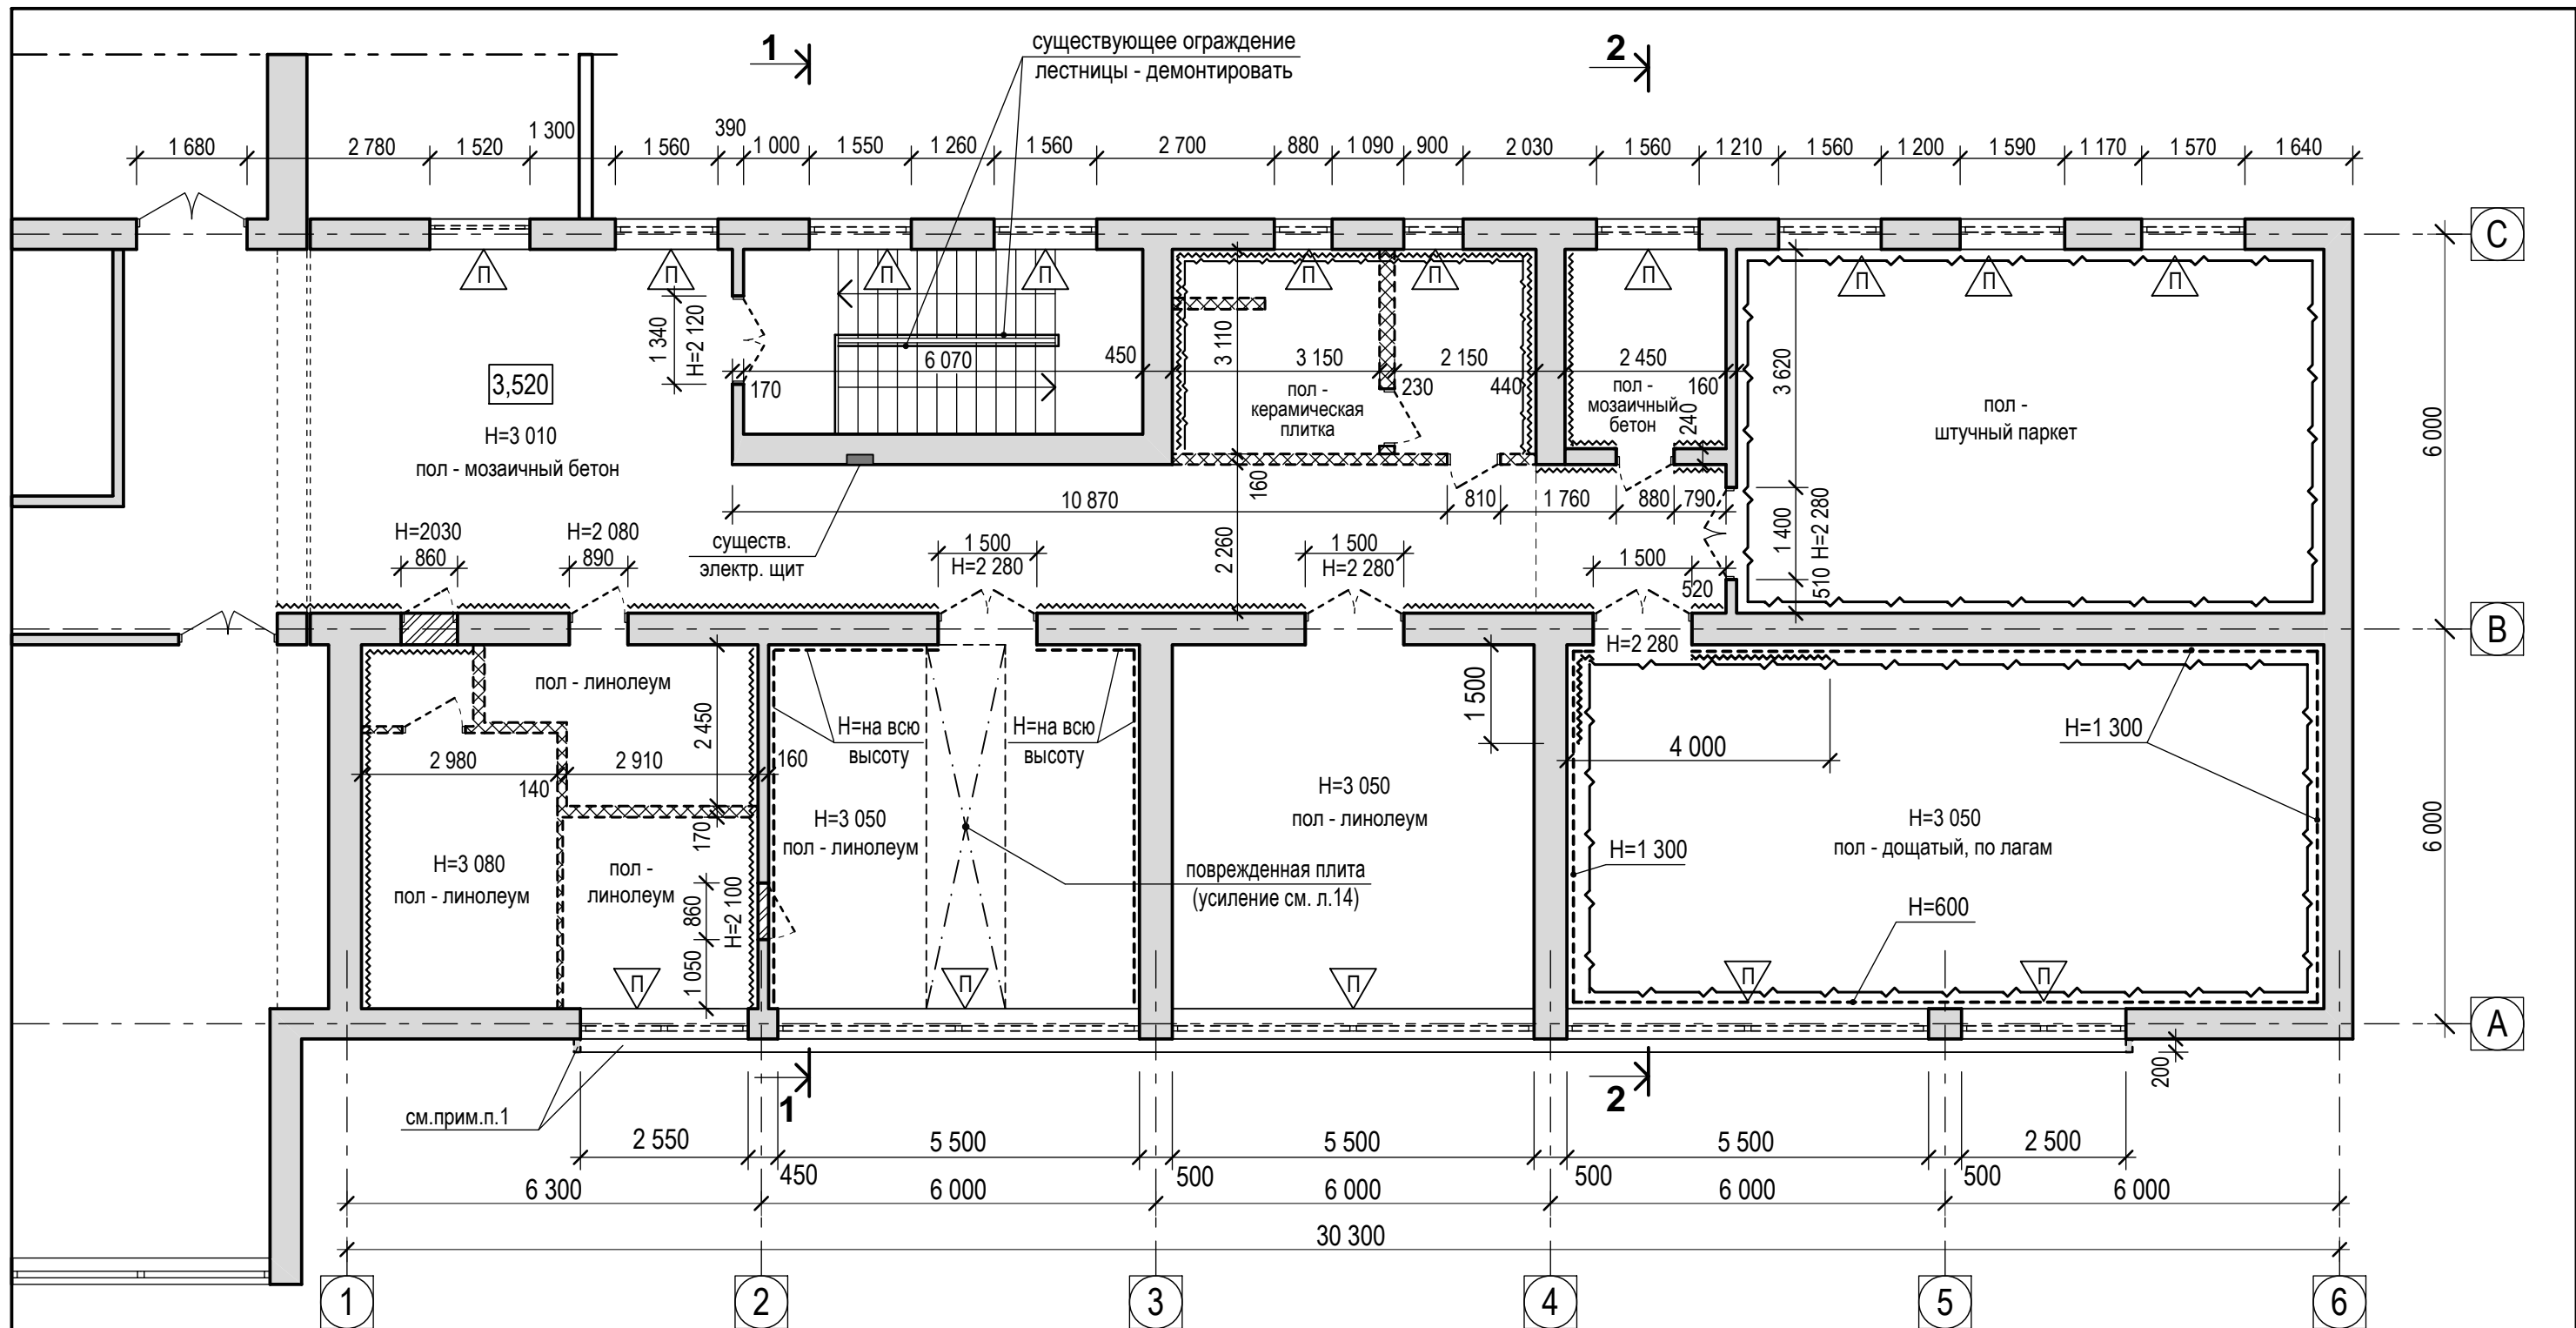 1
2
существующее ограждение
лестницы - демонтировать
1 680
2 780
1 520
1 300
1 560
390
1 000
1 550
1 260
1 560
2 700
880
1 090
900
2 030
1 560
1 210
1 560
1 200
1 590
1 170
1 570
1 640
С
П
П
П
П
П
П
П
П
П
П
1 340
H=2 120
3,520
H=3 010
пол - мозаичный бетон
170
6 070
450
3 110
3 150
230
2 150
440
2 450
160
3 620
пол -
керамическая
плитка
пол -
мозаичный
бетон
240
пол -
штучный паркет
6 000
10 870
160
810
1 760
880
790
1 400
H=2 280
510
H=2030
860
H=2 080
890
существ.
электр. щит
1 500
H=2 280
2 260
1 500
H=2 280
1 500
520
H=2 280
В
пол - линолеум
2 450
H=на всю
высоту
H=на всю
высоту
1 500
4 000
H=1 300
2 980
140
2 910
160
H=3 050
пол - линолеум
H=3 050
пол - линолеум
H=3 050
пол - дощатый, по лагам
6 000
170
H=3 080
пол - линолеум
пол -
линолеум
860
H=2 100
1 050
поврежденная плита
(усиление см. л.14)
H=1 300
H=600
П
П
П
П
П
А
200
см.прим.п.1
1
2
2 550
450
5 500
500
5 500
500
5 500
500
2 500
6 300
6 000
6 000
6 000
6 000
30 300
1
2
3
4
5
6